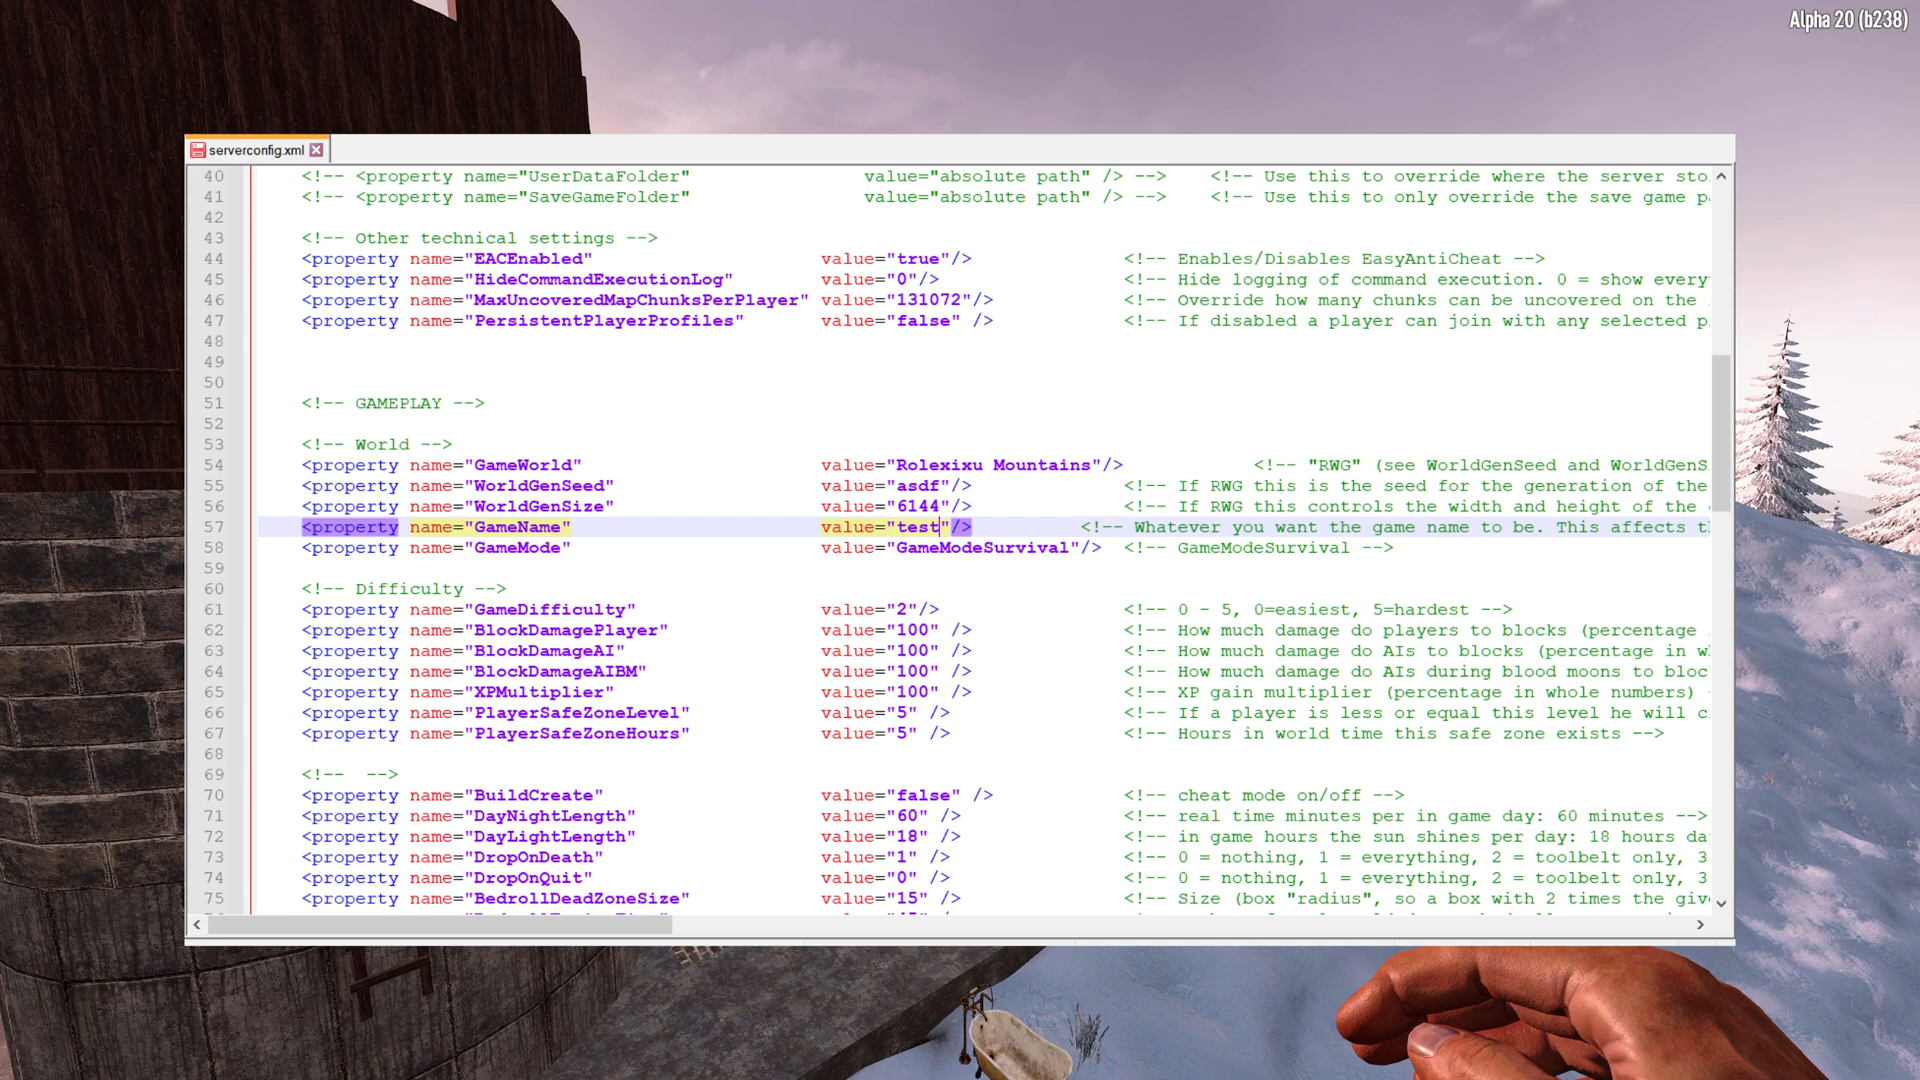 Alpha 20 (b238)
serverconfig.xml
40 <!-- <property name="UserDataFolder" value="absolute path" /> --> <!-- Use this to override where the server sto
41 <!-- <property name="SaveGameFolder" value="absolute path" /> --> <!-- Use this to only override the save game p
42
43 <!-- Other technical settings -->
44 <property name="EACEnabled" value="true"/> <!-- Enables/Disables EasyAntiCheat -->
45 <property name="HideCommandExecutionLog" value="0"/> <!-- Hide logging of command execution. 0 = show every
46 <property name="MaxUncoveredMapChunksPerPlayer" value="131072"/> <!-- Override how many chunks can be uncovered on the
47 <property name="PersistentPlayerProfiles" value="false" /> <!-- If disabled a player can join with any selected p
48
49
50
51 <!-- GAMEPLAY -->
52
53 <!-- World -->
54 <property name="GameWorld" value="Rolexixu Mountains"/> <!-- "RWG" (see WorldGenSeed and WorldGenS
55 <property name="WorldGenSeed" value="asdf"/> <!-- If RWG this is the seed for the generation of the
56 <property name="WorldGenSize" value="6144"/> <!-- If RWG this controls the width and height of the
57 <property name="GameName" value="test"/> <!-- Whatever you want the game name to be. This affects t
58 <property name="GameMode" value="GameModeSurvival"/> <!-- GameModeSurvival -->
59
60 <!-- Difficulty -->
61 <property name="GameDifficulty" value="2"/> <!-- 0 - 5, 0=easiest, 5=hardest -->
62 <property name="BlockDamagePlayer" value="100" /> <!-- How much damage do players to blocks (percentage
63 <property name="BlockDamageAI" value="100" /> <!-- How much damage do AIs to blocks (percentage in w
64 <property name="BlockDamageAIBM" value="100" /> <!-- How much damage do AIs during blood moons to bloc
65 <property name="XPMultiplier" value="100" /> <!-- XP gain multiplier (percentage in whole numbers)
66 <property name="PlayerSafeZoneLevel" value="5" /> <!-- If a player is less or equal this level he will c
67 <property name="PlayerSafeZoneHours" value="5" /> <!-- Hours in world time this safe zone exists -->
68
69 <!-- -->
70 <property name="BuildCreate" value="false" /> <!-- cheat mode on/off -->
71 <property name="DayNightLength" value="60" /> <!-- real time minutes per in game day: 60 minutes -->
72 <property name="DayLightLength" value="18" /> <!-- in game hours the sun shines per day: 18 hours da
73 <property name="DropOnDeath" value="1" /> <!-- 0 = nothing, 1 = everything, 2 = toolbelt only, 3
74 <property name="DropOnQuit" value="0" /> <!-- 0 = nothing, 1 = everything, 2 = toolbelt only, 3
75 <property name="BedrollDeadZoneSize" value="15" /> <!-- Size (box "radius", so a box with 2 times the giv